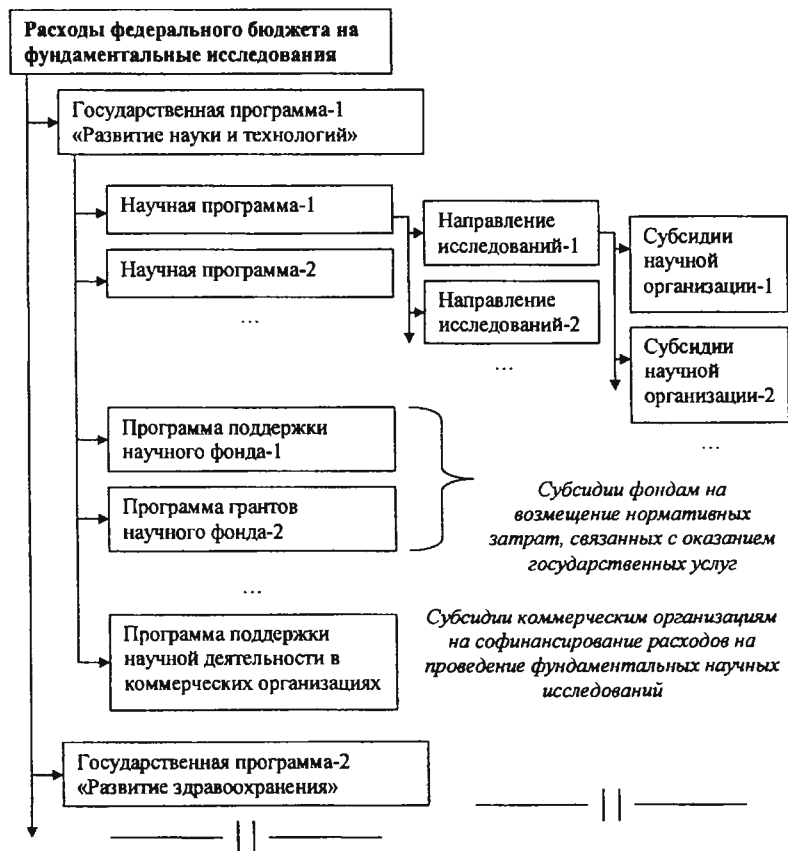 Расходы федерального бюджета на
фундаментальные исследования
Государственная программа-1
«Развитие науки и технологий»
Научная программа-1
Научная программа-2
...
Направление
исследований-1
Направление
исследований-2
...
Субсидии
научной
организации-1
Субсидии
научной
организации-2
...
Программа поддержки
научного фонда-1
Программа грантов
научного фонда-2
...
Субсидии фондам на
возмещение нормативных
затрат, связанных с оказанием
государственных услуг
Программа поддержки
научной деятельности в
коммерческих организациях
Субсидии коммерческим организациям
на софинансирование расходов на
проведение фундаментальных научных
исследований
Государственная программа-2
«Развитие здравоохранения»